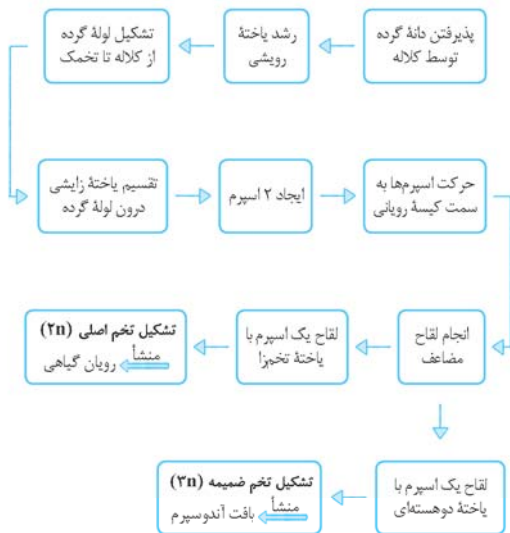 پذیرفتن دانهٔ گرده
توسط کلاله
رشد یاختهٔ
رویشی
تشکیل لولهٔ گرده
از کلاله تا تخمک
تقسیم یاختهٔ زایشی
درون لولهٔ گرده
ایجاد ۲ اسپرم
حرکت اسپرم‌ها به
سمت کیسهٔ رویانی
انجام لقاح
مضاعف
لقاح یک اسپرم با
یاختهٔ تخم‌زا
تشکیل تخم اصلی (۲n)
منشأ رویان گیاهی
لقاح یک اسپرم با
یاختهٔ دوهسته‌ای
تشکیل تخم ضمیمه (۳n)
منشأ بافت آندوسپرم